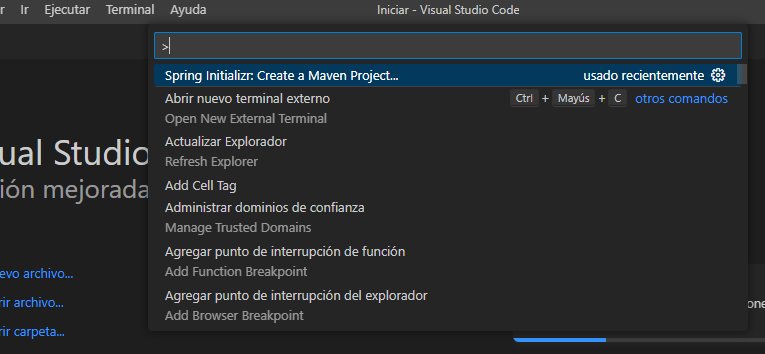 r Ir Ejecutar Terminal Ayuda Iniciar - Visual Studio Code
>
Spring Initializr: Create a Maven Project... usado recientemente
Abrir nuevo terminal externo Ctrl + Mayús + C otros comandos
Open New External Terminal
Actualizar Explorador
Refresh Explorer
Add Cell Tag
Administrar dominios de confianza
Manage Trusted Domains
Agregar punto de interrupción de función
Add Function Breakpoint
Agregar punto de interrupción del explorador
Add Browser Breakpoint
ual Studio
ión mejorada
evo archivo...
rir archivo...
rir carpeta...
one